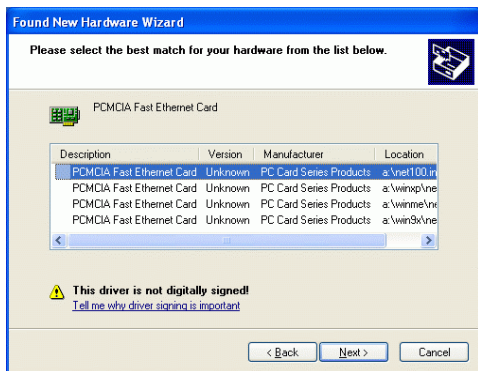 Found New Hardware Wizard
Please select the best match for your hardware from the list below.
PCMCIA Fast Ethernet Card
Description Version Manufacturer Location
PCMCIA Fast Ethernet Card Unknown PC Card Series Products a:\net100.in
PCMCIA Fast Ethernet Card Unknown PC Card Series Products a:\winxp\ne
PCMCIA Fast Ethernet Card Unknown PC Card Series Products a:\winme\ne
PCMCIA Fast Ethernet Card Unknown PC Card Series Products a:\win9x\ne
This driver is not digitally signed!
Tell me why driver signing is important
< Back Next > Cancel